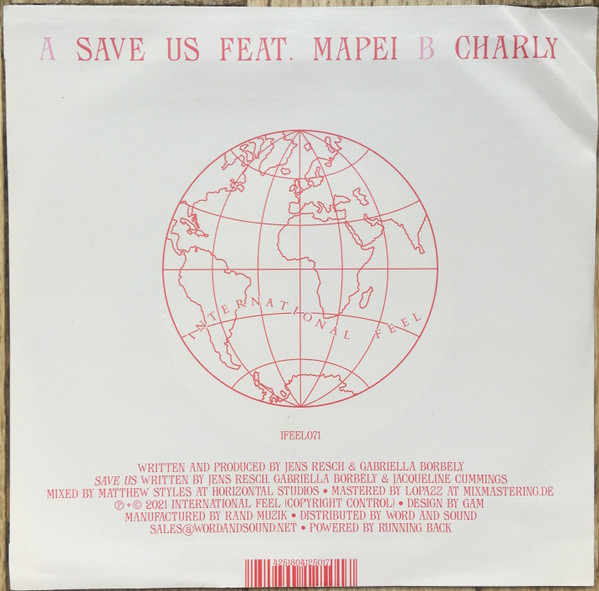 A SAVE US FEAT. MAPEI B CHARLY
INTERNATIONAL FEEL
IFEEL071
WRITTEN AND PRODUCED BY JENS RESCH & GABRIELLA BORBÉLY
SAVE US WRITTEN BY JENS RESCH, GABRIELLA BORBÉLY & JACQUELINE CUMMINGS
MIXED BY MATTHEW STYLES AT HORIZONTAL STUDIOS • MASTERED BY LOPAZZ AT MIXMASTERING.DE
℗+© 2021 INTERNATIONAL FEEL (COPYRIGHT CONTROL) • DESIGN BY GAM
MANUFACTURED BY RAND MUZIK • DISTRIBUTED BY WORD AND SOUND
SALES@WORDANDSOUND.NET • POWERED BY RUNNING BACK
4251804125017